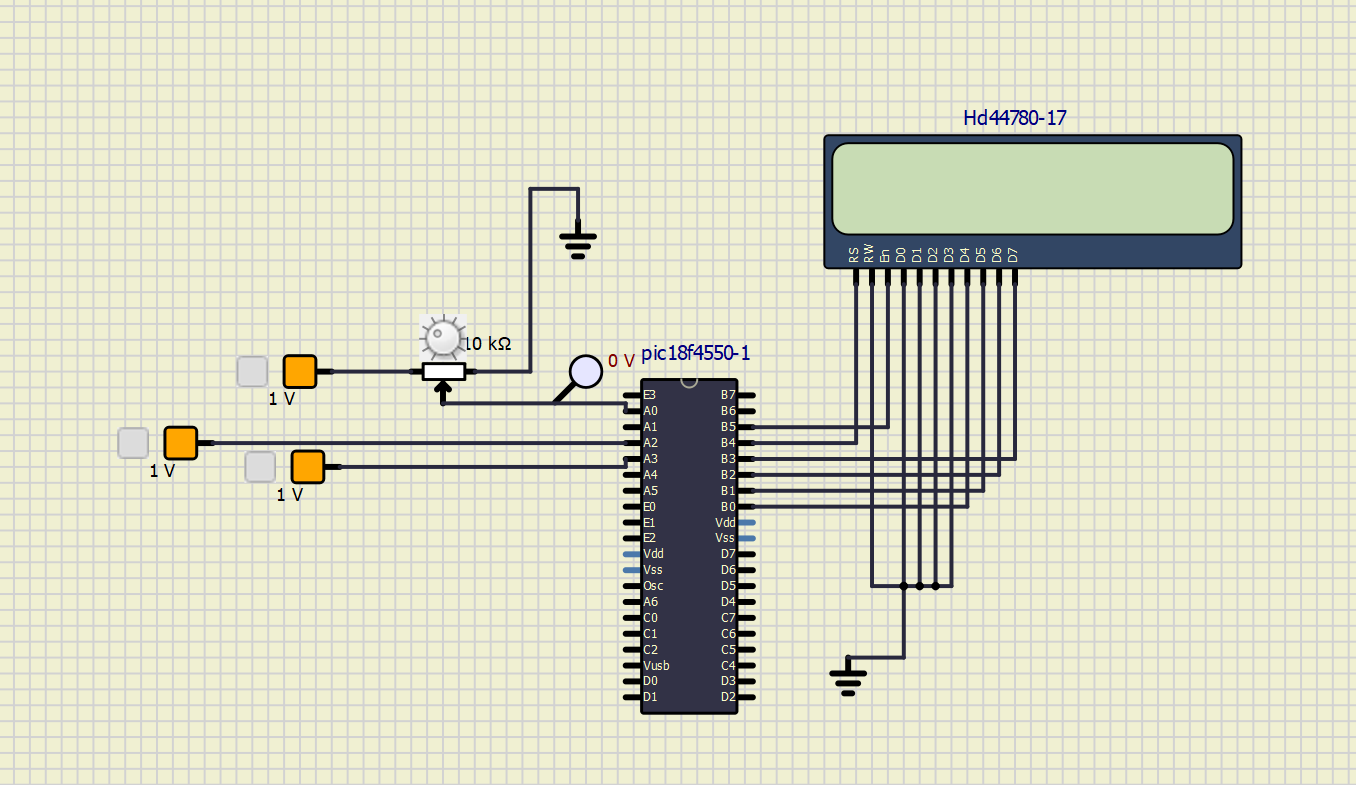 Hd44780-17
RS RW En D0 D1 D2 D3 D4 D5 D6 D7
10 kΩ
0 V
pic18f4550-1
1 V
1 V
1 V
E3 B7
A0 B6
A1 B5
A2 B4
A3 B3
A4 B2
A5 B1
E0 B0
E1 Vdd
E2 Vss
Vdd D7
Vss D6
Osc D5
A6 D4
C0 C7
C1 C6
C2 C5
Vusb C4
D0 D3
D1 D2